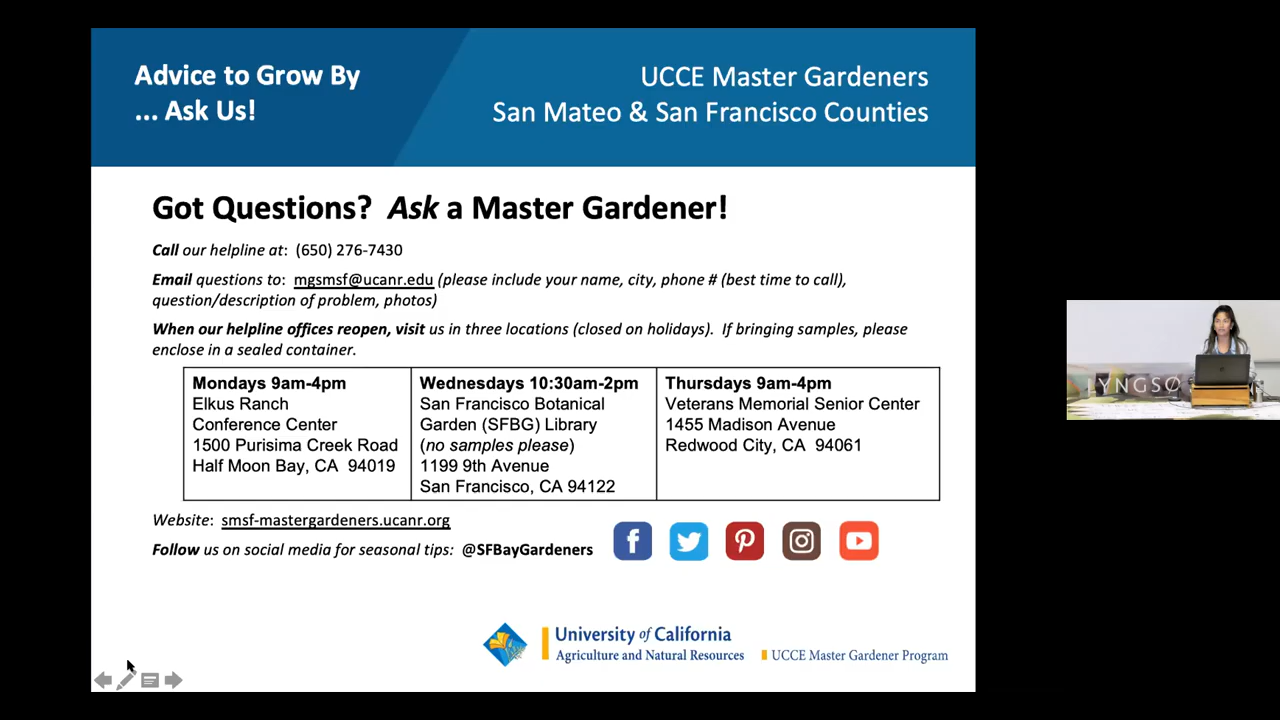 Advice to Grow By
... Ask Us!
UCCE Master Gardeners
San Mateo & San Francisco Counties
Got Questions? Ask a Master Gardener!
Call our helpline at: (650) 276-7430
Email questions to: mgsmsf@ucanr.edu (please include your name, city, phone # (best time to call),
question/description of problem, photos)
When our helpline offices reopen, visit us in three locations (closed on holidays). If bringing samples, please
enclose in a sealed container.
Mondays 9am-4pm
Elkus Ranch
Conference Center
1500 Purisima Creek Road
Half Moon Bay, CA 94019
Wednesdays 10:30am-2pm
San Francisco Botanical
Garden (SFBG) Library
(no samples please)
1199 9th Avenue
San Francisco, CA 94122
Thursdays 9am-4pm
Veterans Memorial Senior Center
1455 Madison Avenue
Redwood City, CA 94061
Website: smsf-mastergardeners.ucanr.org
Follow us on social media for seasonal tips: @SFBayGardeners
University of California
Agriculture and Natural Resources
UCCE Master Gardener Program
LYNGSØ